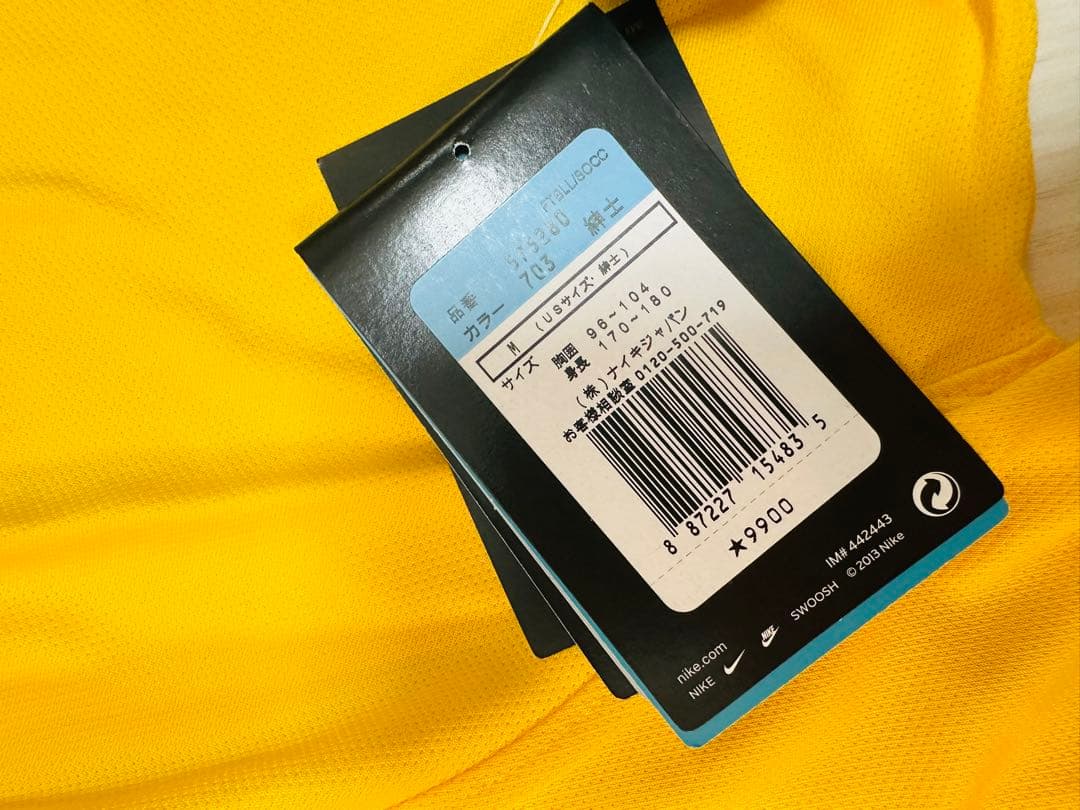 FTBLL/SOCC
品番 575280
カラー 703 紳士
M (USサイズ・紳士)
サイズ 胸囲 96~104
身長 170~180
(株)ナイキジャパン
お客様相談室 0120-500-719
8 87227 15483 5
★9900
IM# 442443
SWOOSH © 2013 Nike
nike.com
NIKE